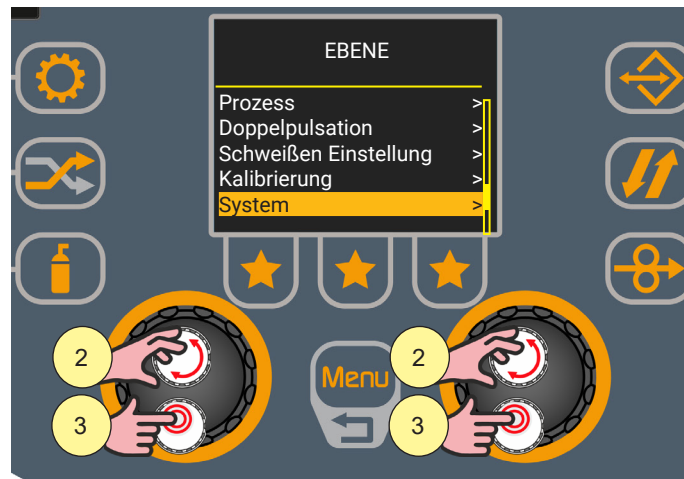 EBENE
Prozess >
Doppelpulsation >
Schweißen Einstellung >
Kalibrierung >
System >
2
2
Menu
3
3